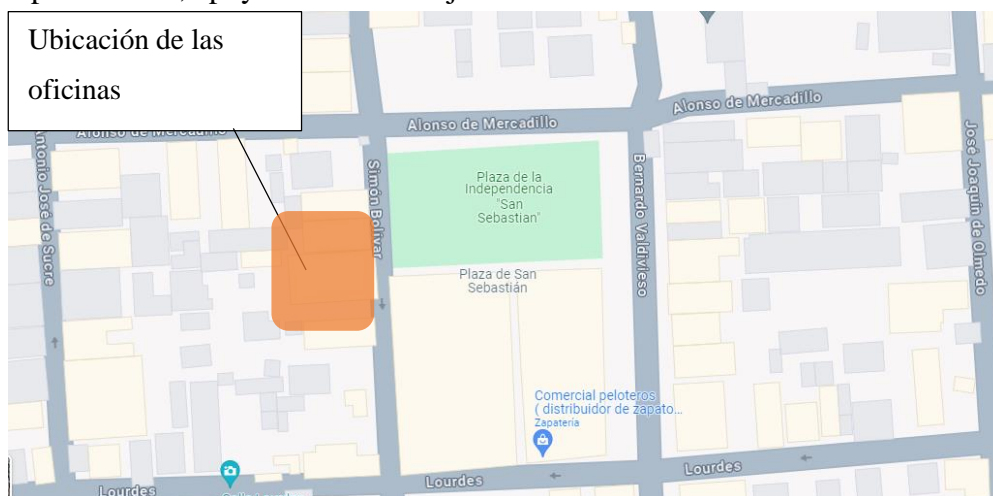 Ubicación de las
oficinas
Alonso de Mercadillo
Alonso de Mercadillo
Alonso de Mercadillo
Antonio José de Sucre
Simón Bolívar
Plaza de la
Independencia
"San
Sebastian"
Bernardo Valdivieso
José Joaquín de Olmedo
Plaza de San
Sebastián
Comercial peloteros
( distribuidor de zapato...
Zapatería
Lourdes
Lourdes
Lourdes